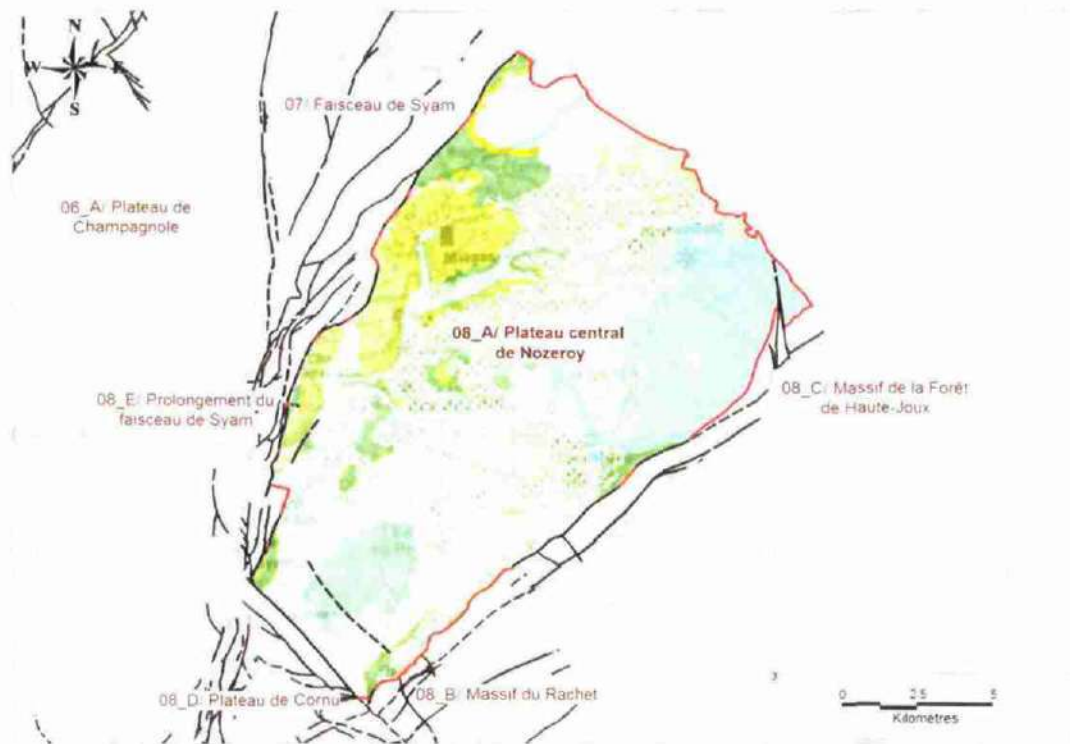 N
W E
S
07/ Faisceau de Syam
06_A/ Plateau de
Champagnole
08_A/ Plateau central
de Nozeroy
08_E/ Prolongement du
faisceau de Syam
08_C/ Massif de la Forêt
de Haute-Joux
08_D/ Plateau de Cornu
08_B/ Massif du Rachet
0 2.5 5
Kilometres